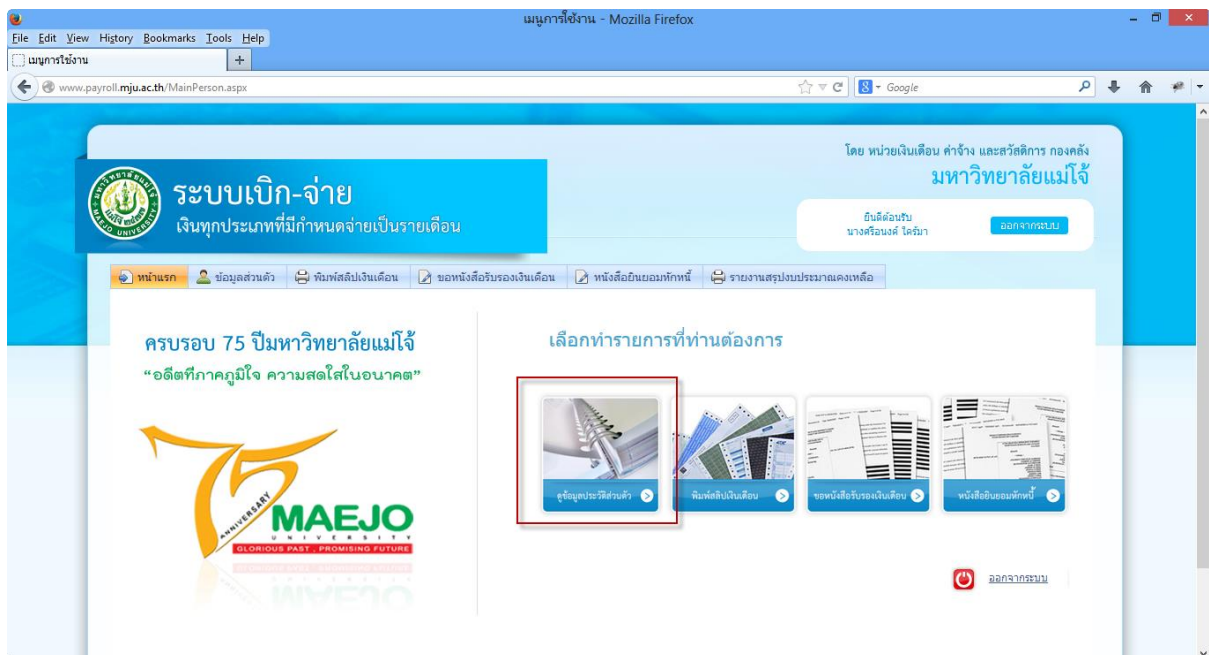 เมนูการใช้งาน - Mozilla Firefox
File Edit View History Bookmarks Tools Help
เมนูการใช้งาน
www.payroll.mju.ac.th/MainPerson.aspx
Google
โดย หน่วยเงินเดือน ค่าจ้าง และสวัสดิการ กองคลัง
มหาวิทยาลัยแม่โจ้
ระบบเบิก-จ่าย
เงินทุกประเภทที่มีกำหนดจ่ายเป็นรายเดือน
ยินดีต้อนรับ
ออกจากระบบ
หน้าแรก ข้อมูลส่วนตัว พิมพ์สลิปเงินเดือน ขอหนังสือรับรองเงินเดือน หนังสือยินยอมหักหนี้ รายงานสรุปงบประมาณคงเหลือ
ครบรอบ 75 ปีมหาวิทยาลัยแม่โจ้
“อดีตที่ภาคภูมิใจ ความสดใสในอนาคต”
เลือกทำรายการที่ท่านต้องการ
75
ANNIVERSARY
MAEJO
UNIVERSITY
GLORIOUS PAST , PROMISING FUTURE
ดูข้อมูลประวัติส่วนตัว
พิมพ์สลิปเงินเดือน
ขอหนังสือรับรองเงินเดือน
หนังสือยินยอมหักหนี้
ออกจากระบบ